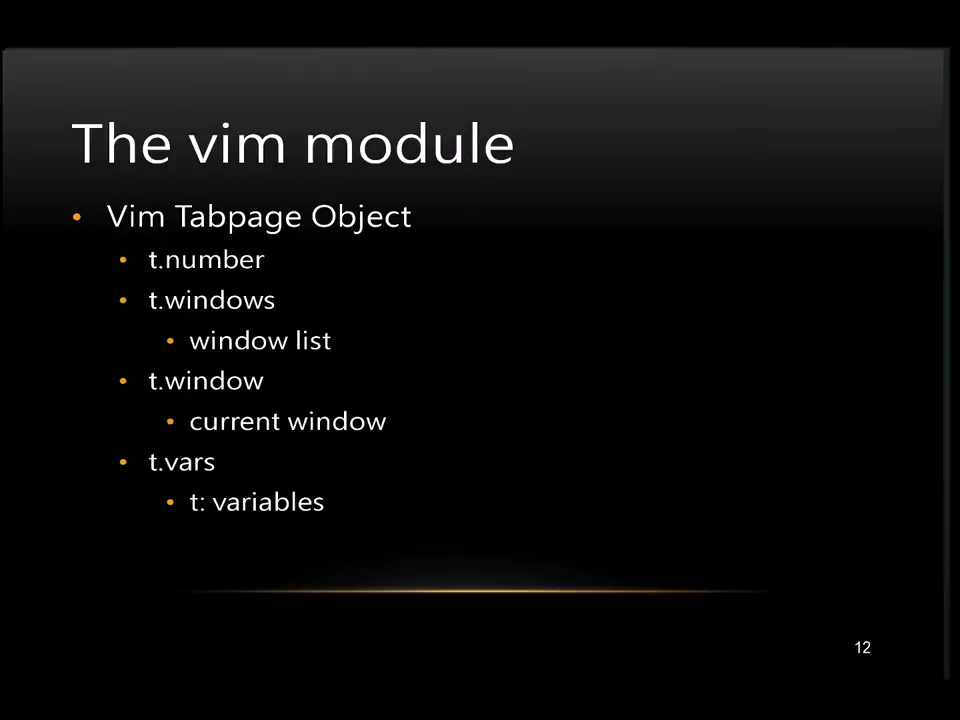 The vim module
• Vim Tabpage Object
• t.number
• t.windows
• window list
• t.window
• current window
• t.vars
• t: variables
12